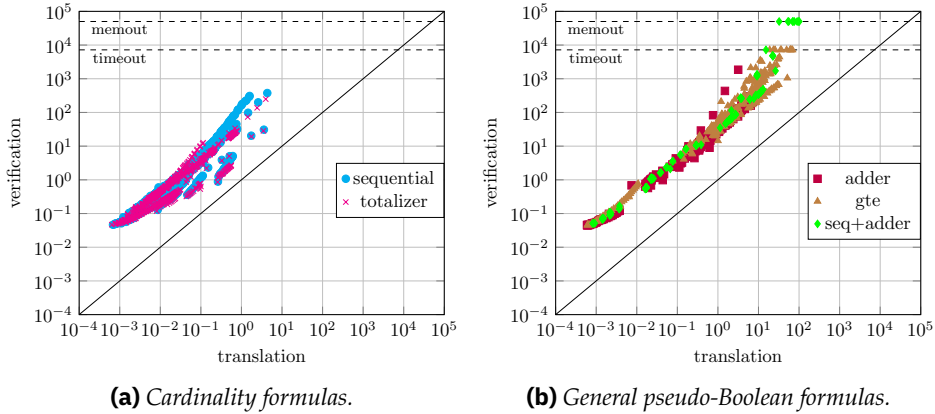 10^5
10^4
10^3
10^2
10^1
10^0
10^−1
10^−2
10^−3
10^−4
verification
memout
timeout
sequential
totalizer
10^−4 10^−3 10^−2 10^−1 10^0 10^1 10^2 10^3 10^4 10^5
translation
(a) Cardinality formulas.
10^5
10^4
10^3
10^2
10^1
10^0
10^−1
10^−2
10^−3
10^−4
verification
memout
timeout
adder
gte
seq+adder
10^−4 10^−3 10^−2 10^−1 10^0 10^1 10^2 10^3 10^4 10^5
translation
(b) General pseudo-Boolean formulas.